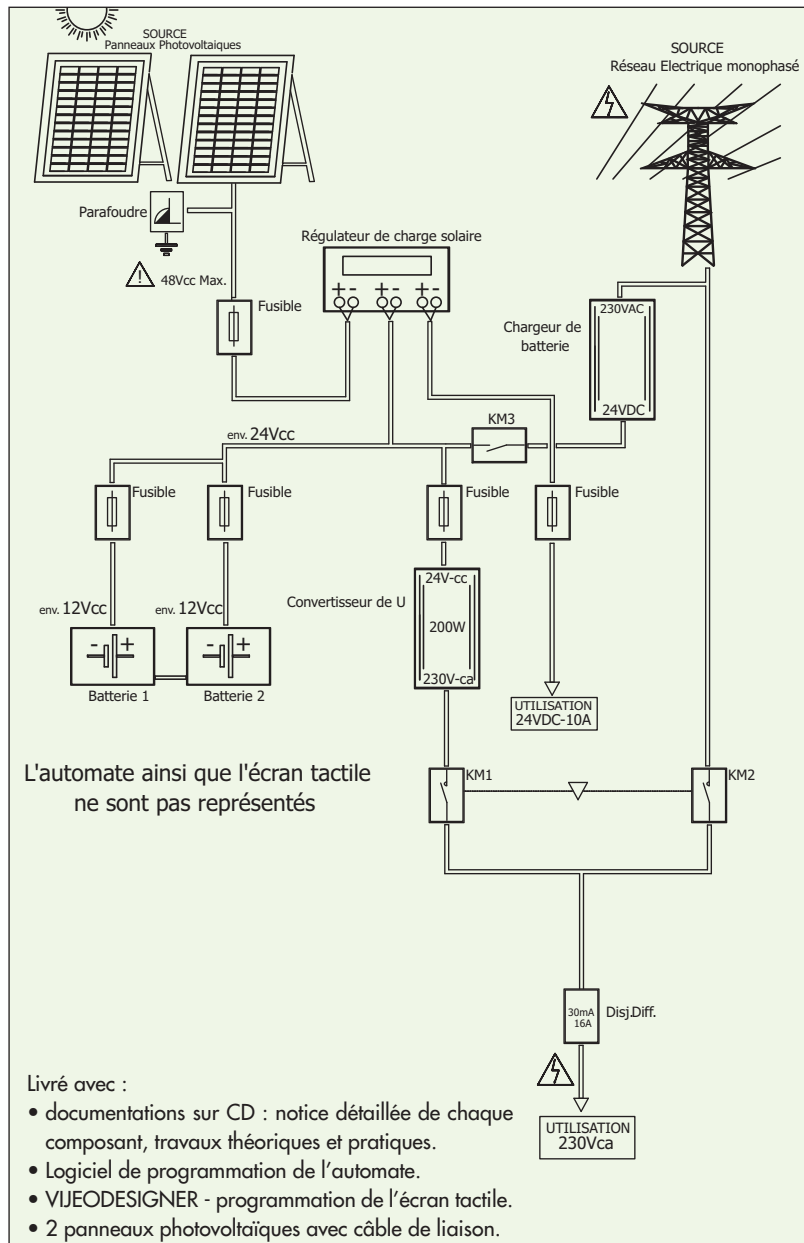 SOURCE
Panneaux Photovoltaiques
SOURCE
Réseau Electrique monophasé
Parafoudre
48Vcc Max.
Régulateur de charge solaire
+ - + - + -
Fusible
Chargeur de
batterie
230VAC
24VDC
KM3
env. 24Vcc
Fusible
Fusible
Fusible
Fusible
env. 12Vcc
env. 12Vcc
- +
- +
Batterie 1
Batterie 2
Convertisseur de U
24V-cc
200W
230V-ca
UTILISATION
24VDC-10A
L'automate ainsi que l'écran tactile
ne sont pas représentés
KM1
KM2
30mA
16A
Disj.Diff.
UTILISATION
230Vca
Livré avec :
• documentations sur CD : notice détaillée de chaque
composant, travaux théoriques et pratiques.
• Logiciel de programmation de l'automate.
• VIJEODESIGNER - programmation de l'écran tactile.
• 2 panneaux photovoltaïques avec câble de liaison.